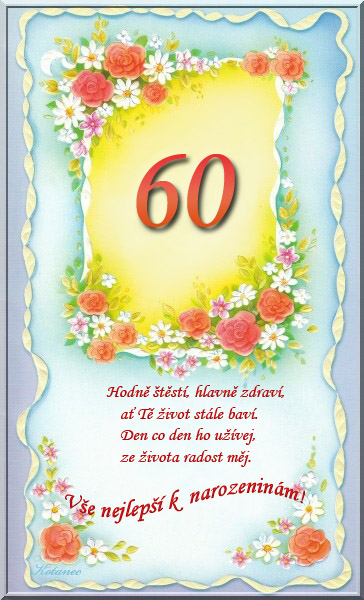 60
Hodně štěstí, hlavně zdraví,
ať Tě život stále baví.
Den co den ho užívej,
ze života radost měj.
Vše nejlepší k narozeninám!
Kotanec